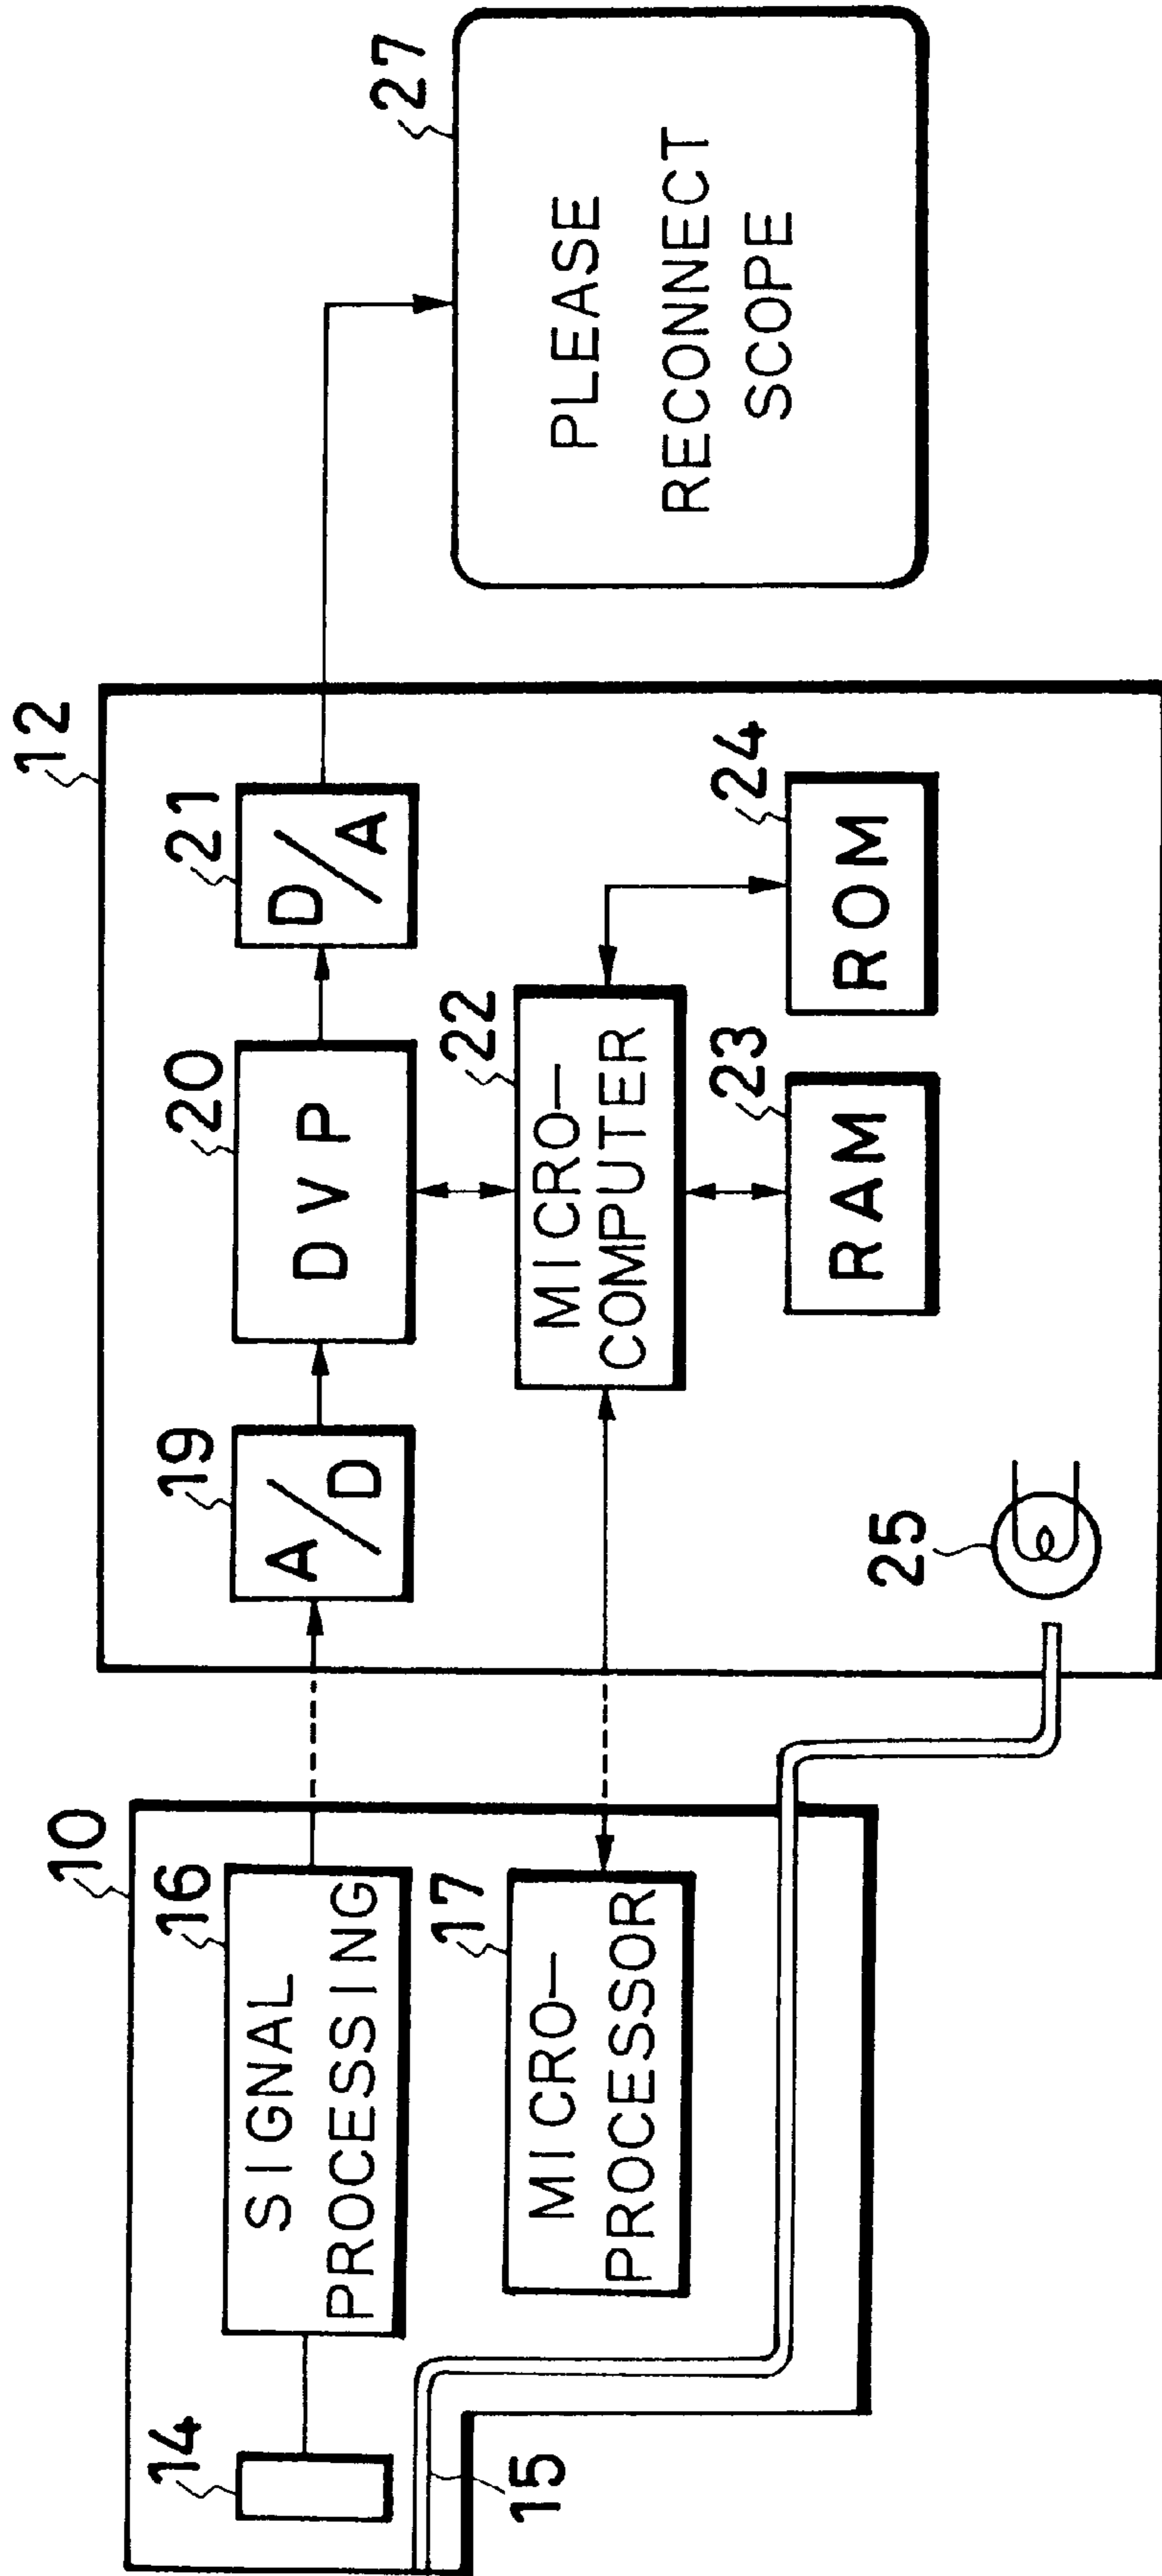 10
14
15
16
SIGNAL
PROCESSING
17
MICRO—
PROCESSOR
12
19
A/D
20
DVP
21
D/A
22
MICRO—
COMPUTER
23
RAM
24
ROM
25
27
PLEASE
RECONNECT
SCOPE